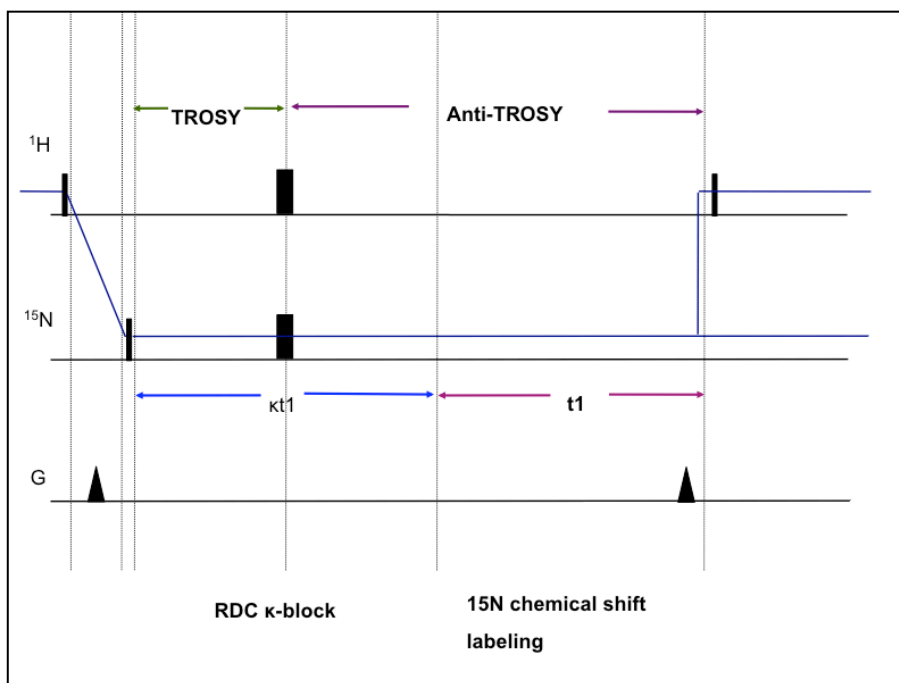 TROSY
Anti-TROSY
¹H
¹⁵N
κt1
t1
G
RDC κ-block
15N chemical shift
labeling